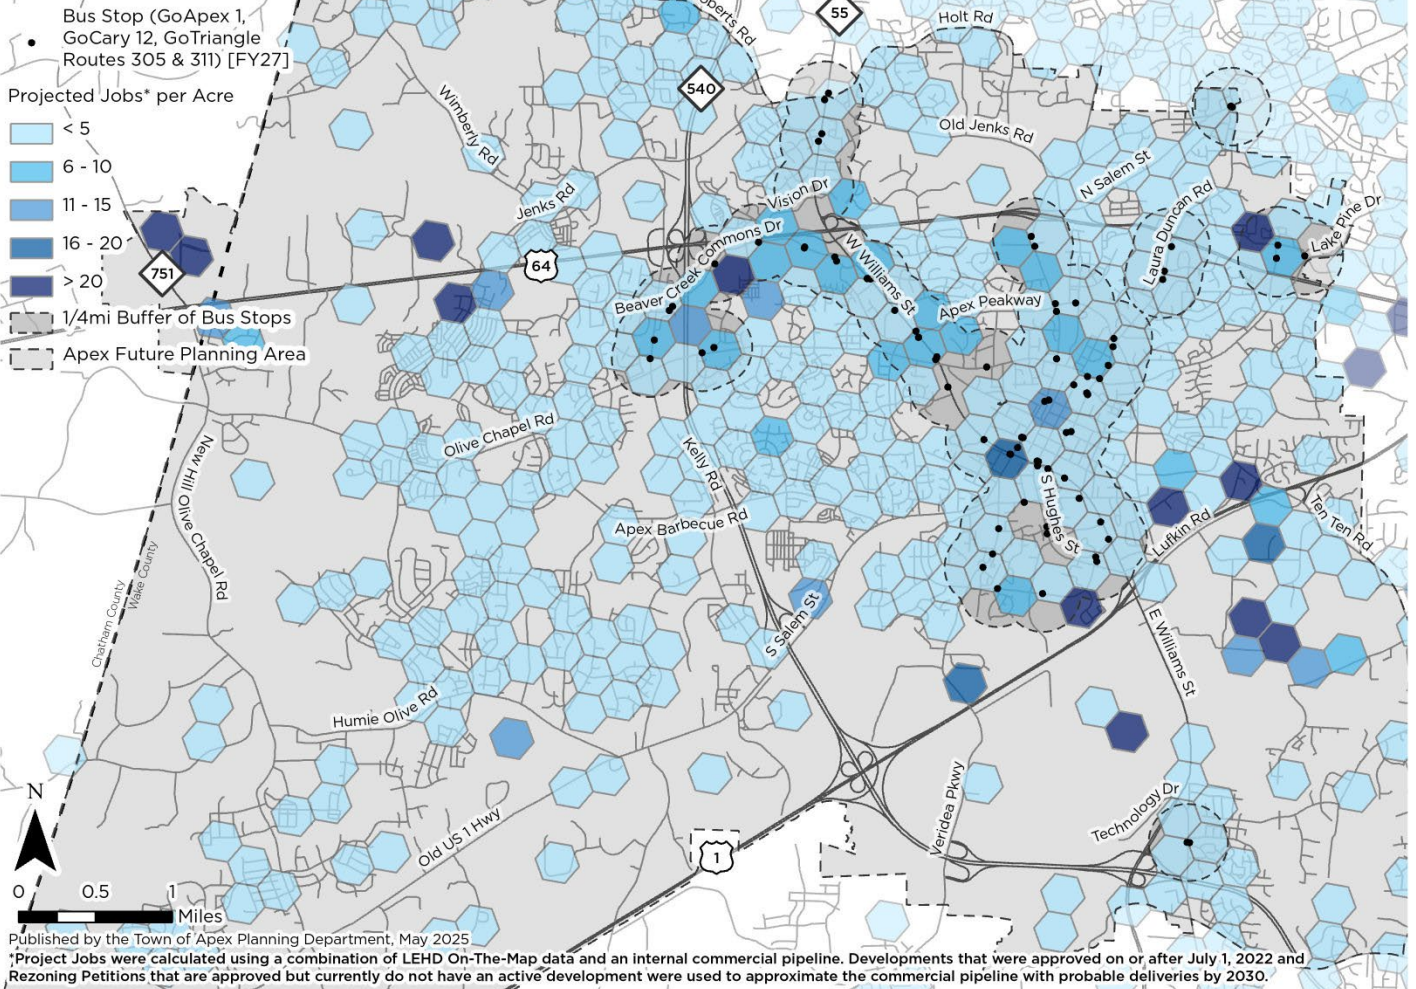 Bus Stop (GoApex 1,
GoCary 12, GoTriangle
Routes 305 & 311) [FY27]
Projected Jobs* per Acre
< 5
6 - 10
11 - 15
16 - 20
> 20
1/4mi Buffer of Bus Stops
Apex Future Planning Area
55
Holt Rd
540
Wimberly Rd
Old Jenks Rd
N Salem St
Jenks Rd
Vision Dr
Laura Duncan Rd
Lake Pine Dr
Beaver Creek Commons Dr
W Williams St
64
751
Apex Peakway
Olive Chapel Rd
New Hill Olive Chapel Rd
Kelly Rd
Apex Barbecue Rd
S Hughes St
Lufkin Rd
Ten Ten Rd
Chatham County
Wake County
S Salem St
E Williams St
Humie Olive Rd
Old US 1 Hwy
Veridea Pkwy
Technology Dr
1
N
0 0.5 1
Miles
Published by the Town of Apex Planning Department, May 2025
*Project Jobs were calculated using a combination of LEHD On-The-Map data and an internal commercial pipeline. Developments that were approved on or after July 1, 2022 and
Rezoning Petitions that are approved but currently do not have an active development were used to approximate the commercial pipeline with probable deliveries by 2030.